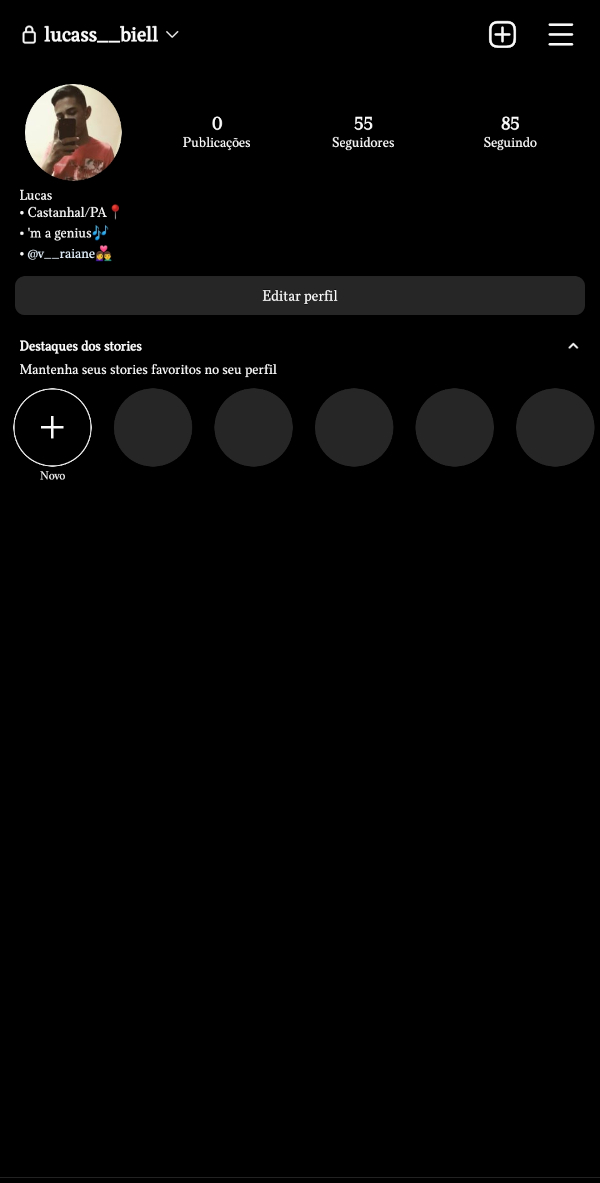 lucass__biell
0 55 85
Publicações Seguidores Seguindo
Lucas
• Castanhal/PA📍
• 'm a genius🎶
• @v__raiane💑
Editar perfil
Destaques dos stories
Mantenha seus stories favoritos no seu perfil
Novo